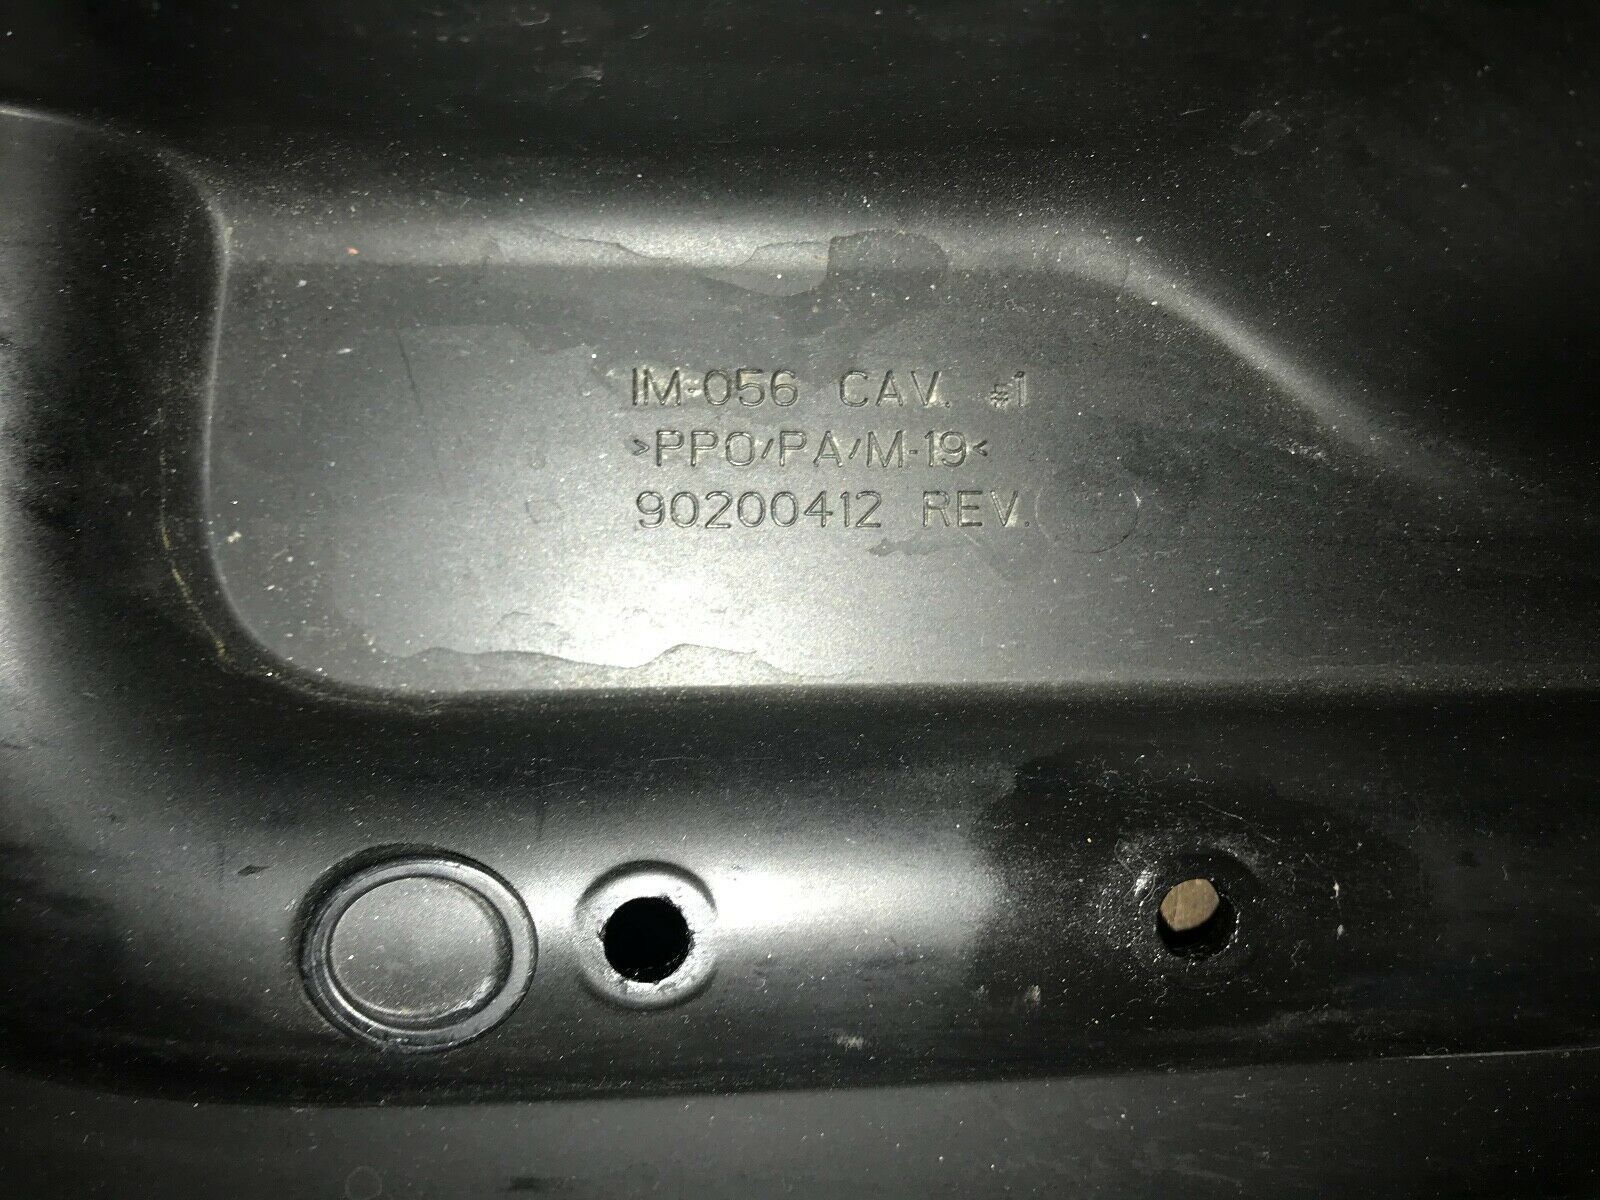 IM-056 CAV. #1
>PPO/PA/M-19<
90200412 REV.